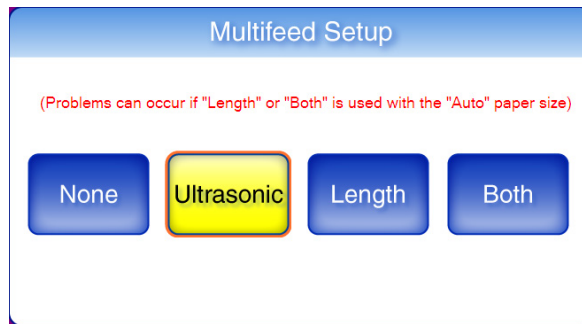 Multifeed Setup
(Problems can occur if "Length" or "Both" is used with the "Auto" paper size)
None
Ultrasonic
Length
Both